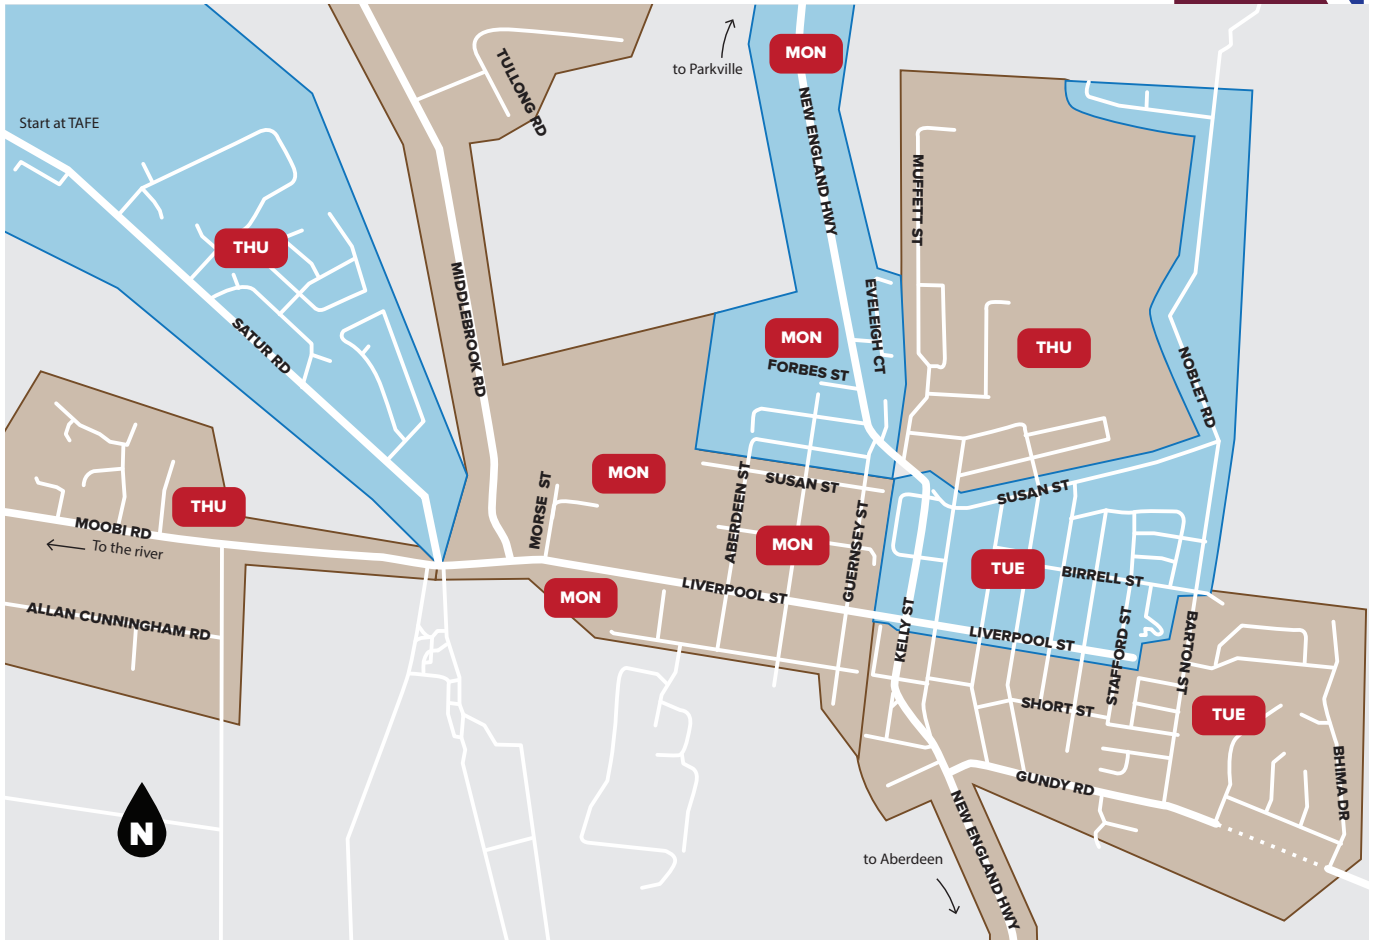 MON
to Parkville
TULLONG RD
NEW ENGLAND HWY
Start at TAFE
MUFFETT ST
THU
MIDDLEBROOK RD
EVELEIGH CT
SATUR RD
MON
FORBES ST
THU
NOBLET RD
MON
SUSAN ST
SUSAN ST
ABERDEEN ST
MORSE ST
GUERNSEY ST
THU
MOOBI RD
To the river
MON
TUE
BIRRELL ST
MON
LIVERPOOL ST
LIVERPOOL ST
KELLY ST
STAFFORD ST
BARTON ST
ALLAN CUNNINGHAM RD
SHORT ST
TUE
BHIMA DR
GUNDY RD
NEW ENGLAND HWY
N
to Aberdeen